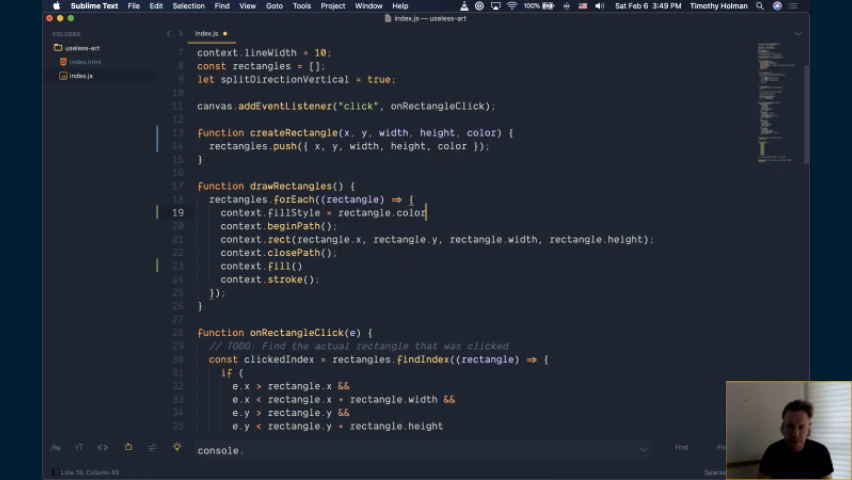 Sublime Text File Edit Selection Find View Goto Tools Project Window Help 100% Sat Feb 6 3:49 PM Timothy Holman
index.js — useless-art
FOLDERS
useless-art
index.html
index.js
index.js
7 context.lineWidth = 10;
8 const rectangles = [];
9 let splitDirectionVertical = true;
10
11 canvas.addEventListener("click", onRectangleClick);
12
13 function createRectangle(x, y, width, height, color) {
14 rectangles.push({ x, y, width, height, color });
15 }
16
17 function drawRectangles() {
18 rectangles.forEach((rectangle) => {
19 context.fillStyle = rectangle.color
20 context.beginPath();
21 context.rect(rectangle.x, rectangle.y, rectangle.width, rectangle.height);
22 context.closePath();
23 context.fill()
24 context.stroke();
25 });
26 }
27
28 function onRectangleClick(e) {
29 // TODO: Find the actual rectangle that was clicked
30 const clickedIndex = rectangles.findIndex((rectangle) => {
31 if (
32 e.x > rectangle.x &&
33 e.x < rectangle.x + rectangle.width &&
34 e.y > rectangle.y &&
35 e.y < rectangle.y + rectangle.height
console.
Find
Find
Line 19, Column 40
Spaces